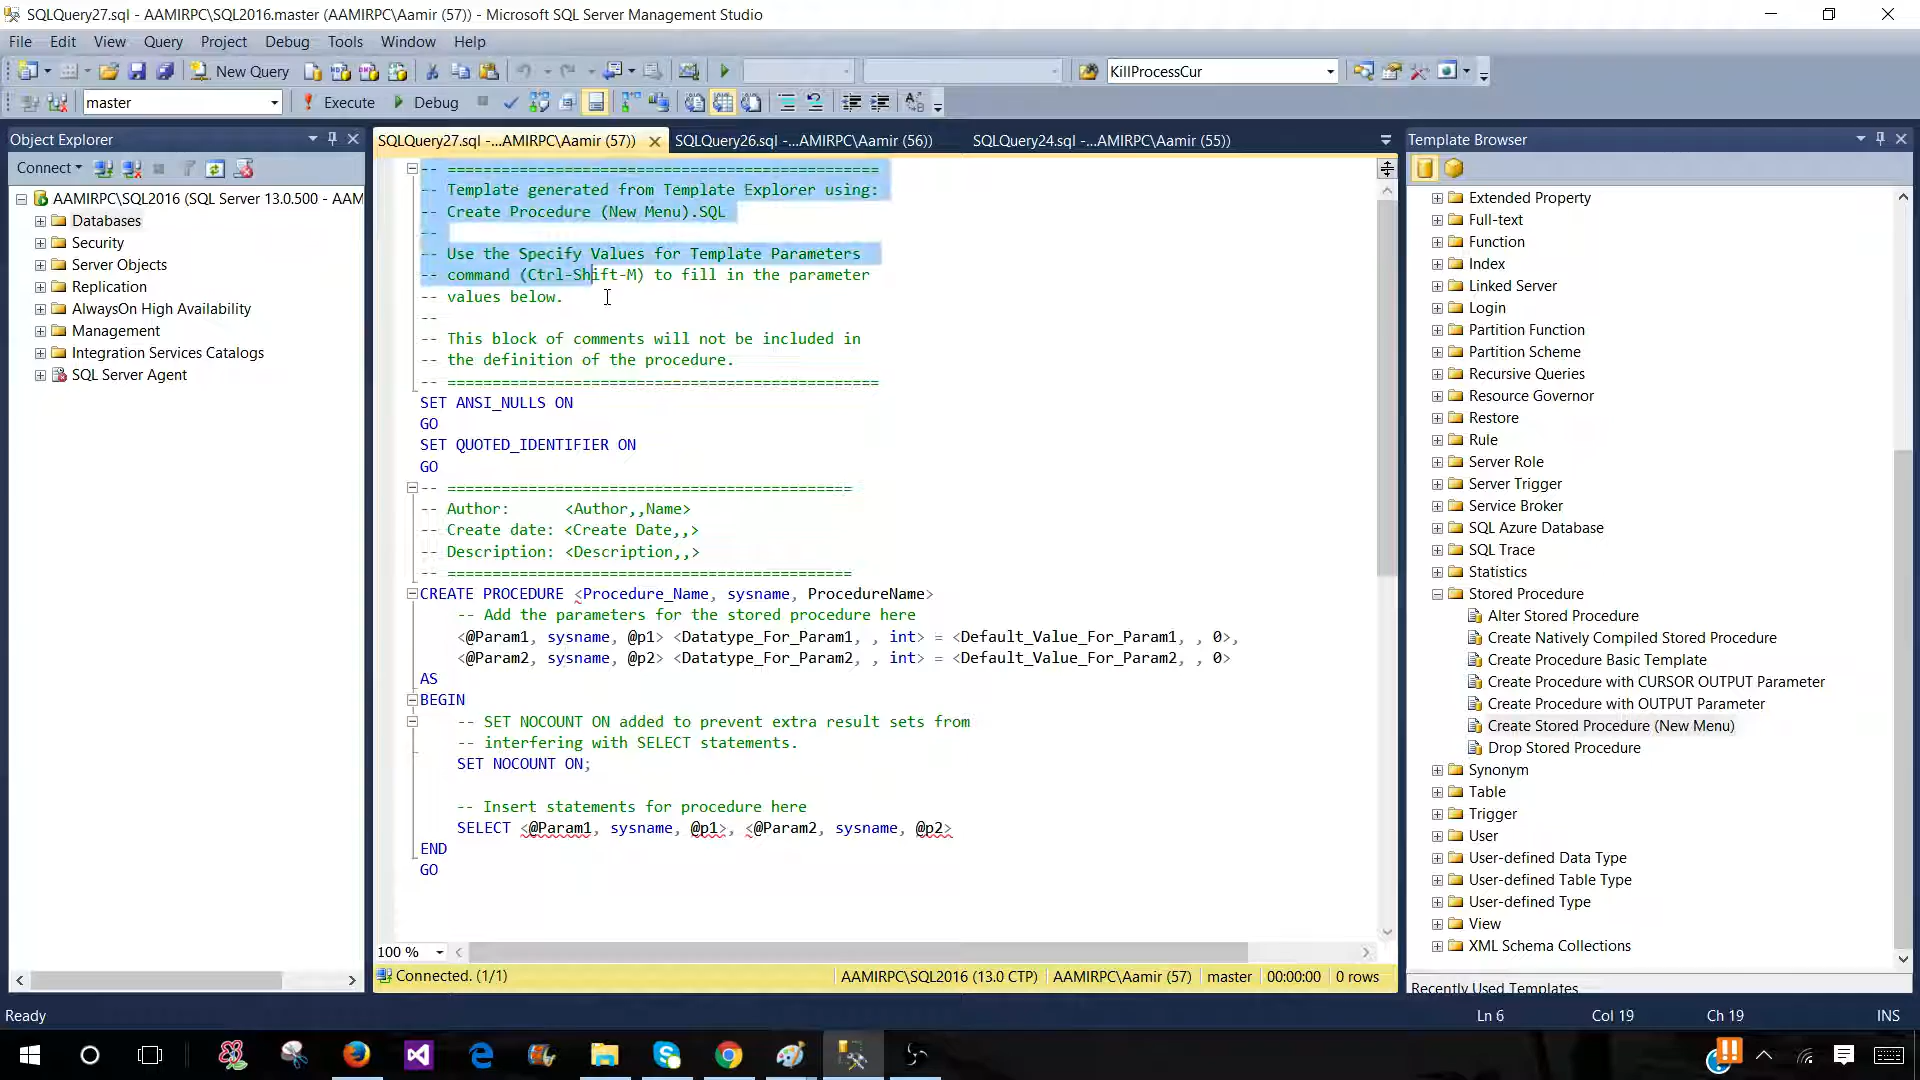 SQLQuery27.sql - AAMIRPC\SQL2016.master (AAMIRPC\Aamir (57)) - Microsoft SQL Server Management Studio
File Edit View Query Project Debug Tools Window Help
New Query KillProcessCur
master Execute Debug
Object Explorer
Connect
AAMIRPC\SQL2016 (SQL Server 13.0.500 - AAM
Databases
Security
Server Objects
Replication
AlwaysOn High Availability
Management
Integration Services Catalogs
SQL Server Agent
SQLQuery27.sql -...AMIRPC\Aamir (57)) SQLQuery26.sql -...AMIRPC\Aamir (56)) SQLQuery24.sql -...AMIRPC\Aamir (55))
-- ================================================
-- Template generated from Template Explorer using:
-- Create Procedure (New Menu).SQL
--
-- Use the Specify Values for Template Parameters
-- command (Ctrl-Shift-M) to fill in the parameter
-- values below.
--
-- This block of comments will not be included in
-- the definition of the procedure.
-- ================================================
SET ANSI_NULLS ON
GO
SET QUOTED_IDENTIFIER ON
GO
-- =============================================
-- Author: <Author,,Name>
-- Create date: <Create Date,,>
-- Description: <Description,,>
-- =============================================
CREATE PROCEDURE <Procedure_Name, sysname, ProcedureName>
-- Add the parameters for the stored procedure here
<@Param1, sysname, @p1> <Datatype_For_Param1, , int> = <Default_Value_For_Param1, , 0>,
<@Param2, sysname, @p2> <Datatype_For_Param2, , int> = <Default_Value_For_Param2, , 0>
AS
BEGIN
-- SET NOCOUNT ON added to prevent extra result sets from
-- interfering with SELECT statements.
SET NOCOUNT ON;
-- Insert statements for procedure here
SELECT <@Param1, sysname, @p1>, <@Param2, sysname, @p2>
END
GO
100 %
Connected. (1/1) AAMIRPC\SQL2016 (13.0 CTP) AAMIRPC\Aamir (57) master 00:00:00 0 rows
Template Browser
Extended Property
Full-text
Function
Index
Linked Server
Login
Partition Function
Partition Scheme
Recursive Queries
Resource Governor
Restore
Rule
Server Role
Server Trigger
Service Broker
SQL Azure Database
SQL Trace
Statistics
Stored Procedure
Alter Stored Procedure
Create Natively Compiled Stored Procedure
Create Procedure Basic Template
Create Procedure with CURSOR OUTPUT Parameter
Create Procedure with OUTPUT Parameter
Create Stored Procedure (New Menu)
Drop Stored Procedure
Synonym
Table
Trigger
User
User-defined Data Type
User-defined Table Type
User-defined Type
View
XML Schema Collections
Recently Used Templates
Ready Ln 6 Col 19 Ch 19 INS